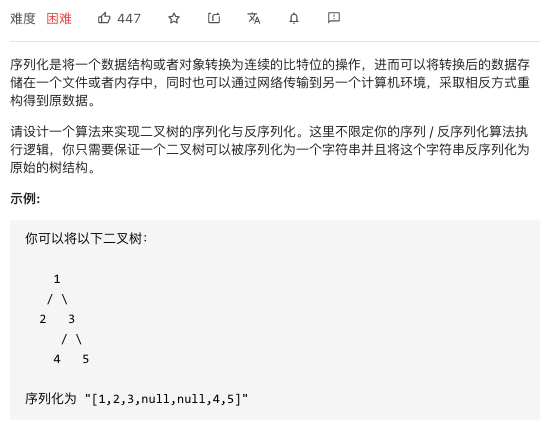 难度 困难 447
序列化是将一个数据结构或者对象转换为连续的比特位的操作，进而可以将转换后的数据存
储在一个文件或者内存中，同时也可以通过网络传输到另一个计算机环境，采取相反方式重
构得到原数据。
请设计一个算法来实现二叉树的序列化与反序列化。这里不限定你的序列 / 反序列化算法执
行逻辑，你只需要保证一个二叉树可以被序列化为一个字符串并且将这个字符串反序列化为
原始的树结构。
示例:
你可以将以下二叉树：
1
/ \
2 3
/ \
4 5
序列化为 "[1,2,3,null,null,4,5]"